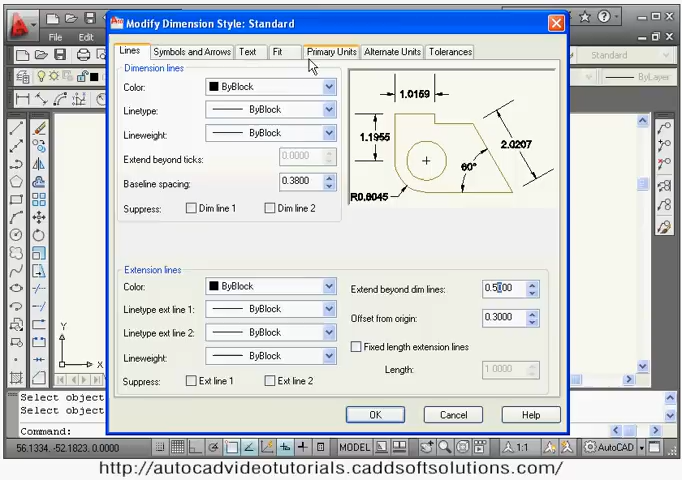 Modify Dimension Style: Standard
File Ed
Standard
Lines Symbols and Arrows Text Fit Primary Units Alternate Units Tolerances
ByLayer
Dimension lines
Color: ByBlock
Linetype: ByBlock
Lineweight: ByBlock
Extend beyond ticks: 0.0000
Baseline spacing: 0.3800
Suppress: Dim line 1 Dim line 2
1.0159
1.1955
2.0207
60°
R0.8045
Extension lines
Color: ByBlock
Linetype ext line 1: ByBlock
Linetype ext line 2: ByBlock
Lineweight: ByBlock
Suppress: Ext line 1 Ext line 2
Extend beyond dim lines: 0.5000
Offset from origin: 0.3000
Fixed length extension lines
Length: 1.0000
OK Cancel Help
Y
X
Select object
Select object
Command:
56.1334, -52.1823, 0.0000 MODEL 1:1 AutoCAD
http://autocadvideotutorials.caddsoftsolutions.com/